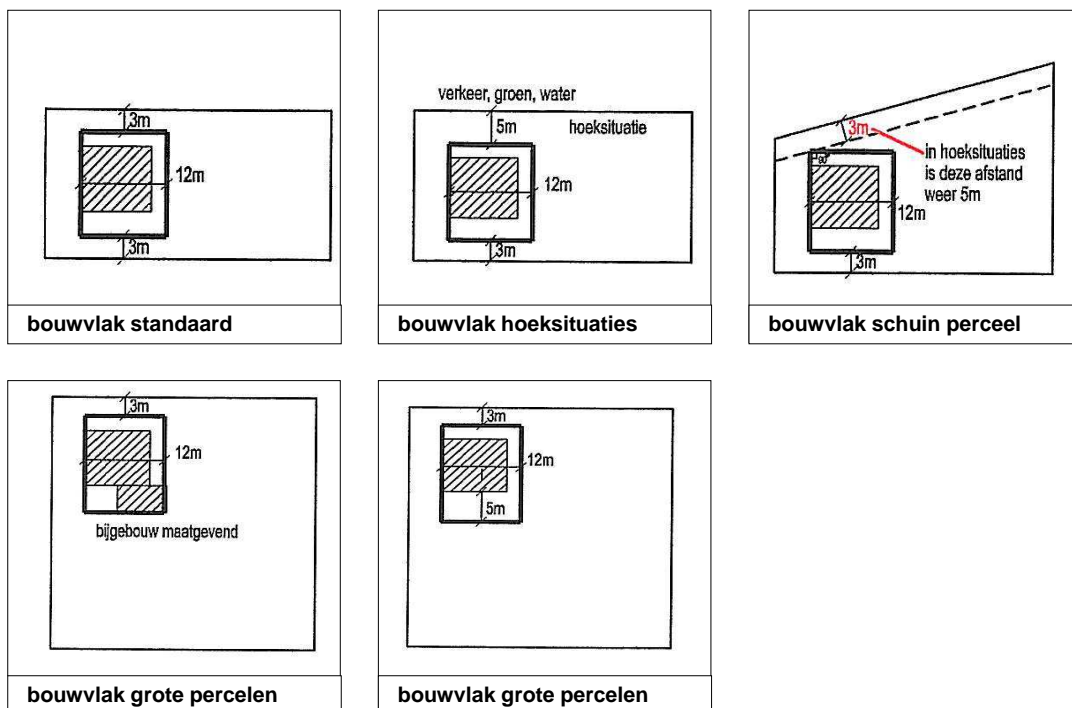 3m
12m
3m
bouwvlak standaard
verkeer, groen, water
5m
hoeksituatie
12m
3m
bouwvlak hoeksituaties
3m
in hoeksituaties
is deze afstand
weer 5m
90°
12m
3m
bouwvlak schuin perceel
3m
12m
bijgebouw maatgevend
bouwvlak grote percelen
3m
12m
5m
bouwvlak grote percelen